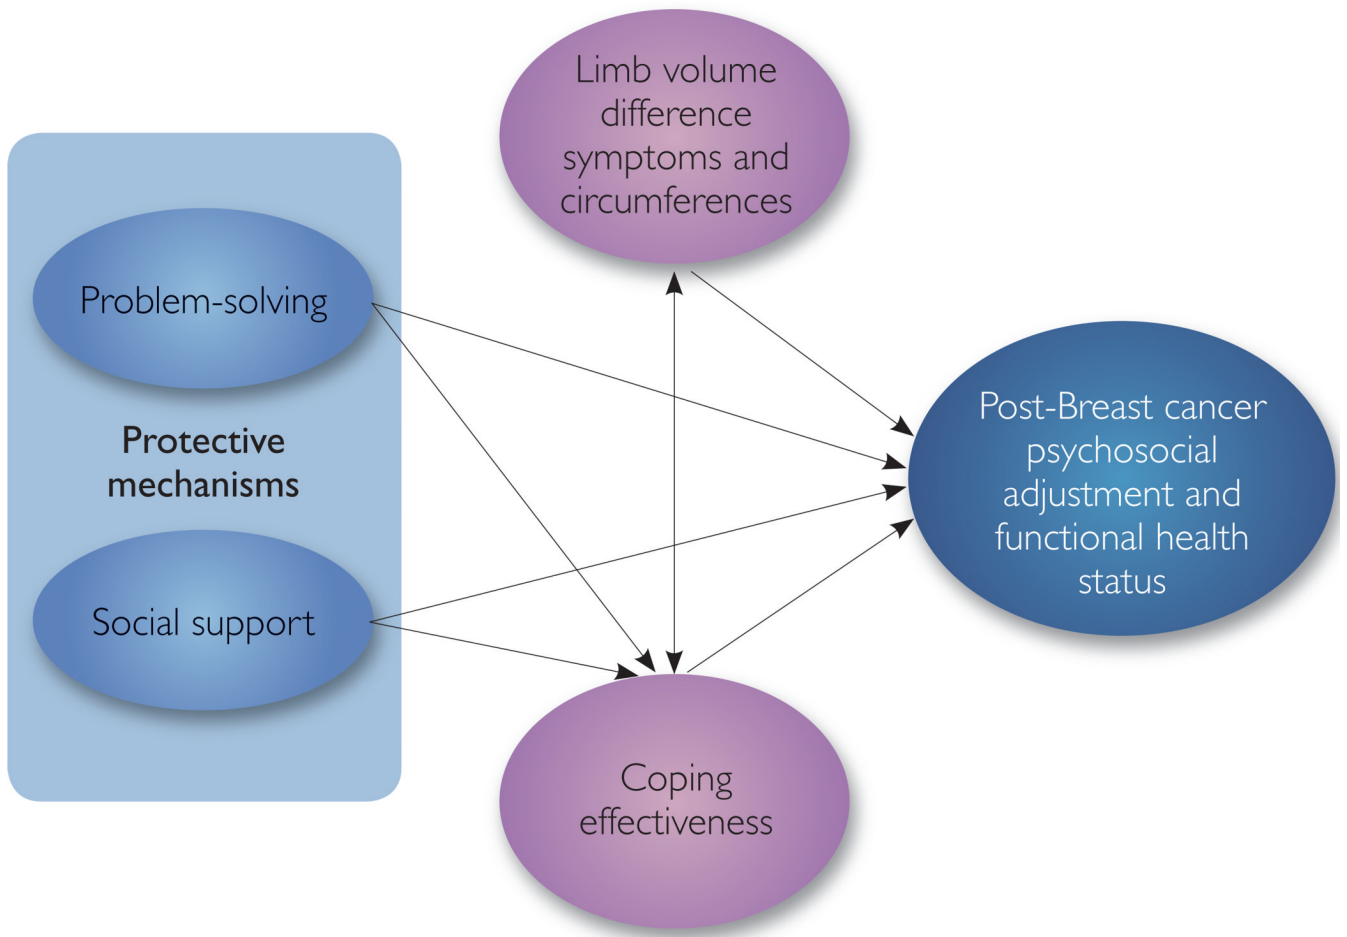 Limb volume
difference
symptoms and
circumferences
Problem-solving
Protective
mechanisms
Social support
Post-Breast cancer
psychosocial
adjustment and
functional health
status
Coping
effectiveness